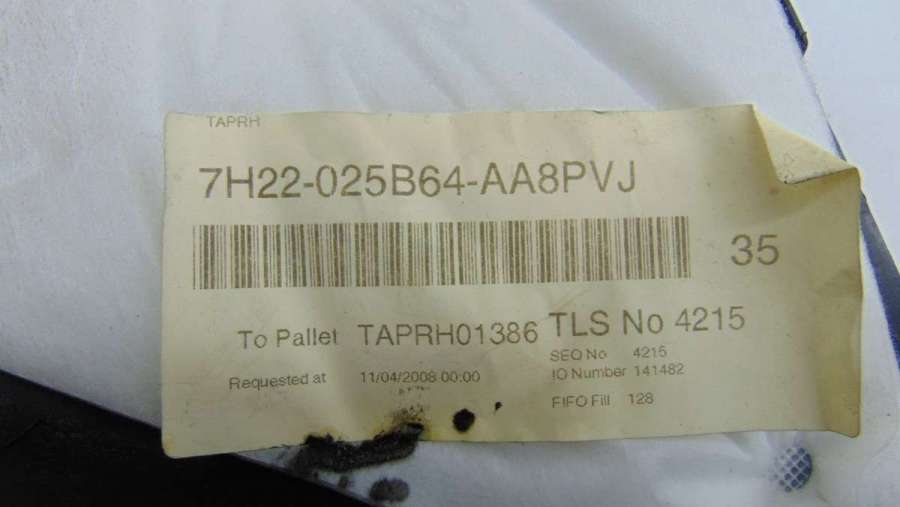 TAPRH
7H22-025B64-AA8PVJ
35
To Pallet TAPRH01386 TLS No 4215
SEQ No 4215
Requested at 11/04/2008 00:00
IO Number 141482
FIFO Fill 128